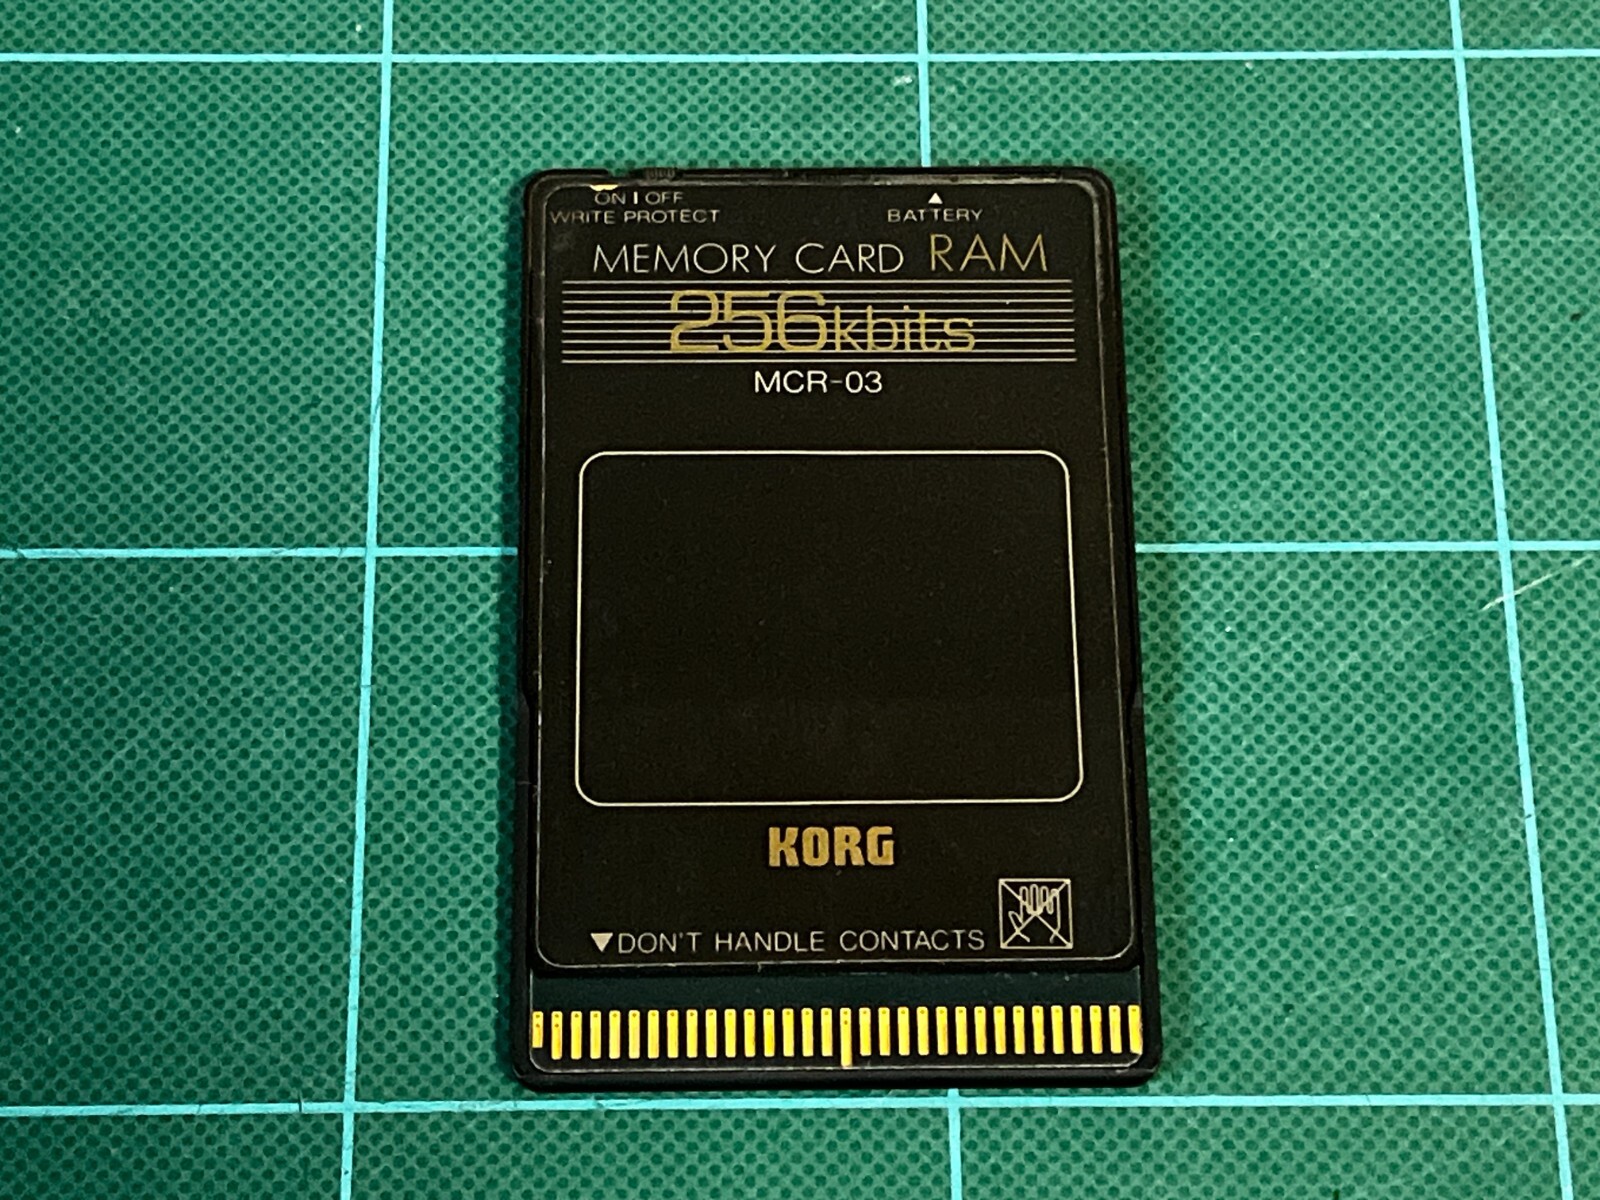 ON | OFF
WRITE PROTECT
▲
BATTERY
MEMORY CARD RAM
256kbits
MCR-03
KORG
▼DON'T HANDLE CONTACTS